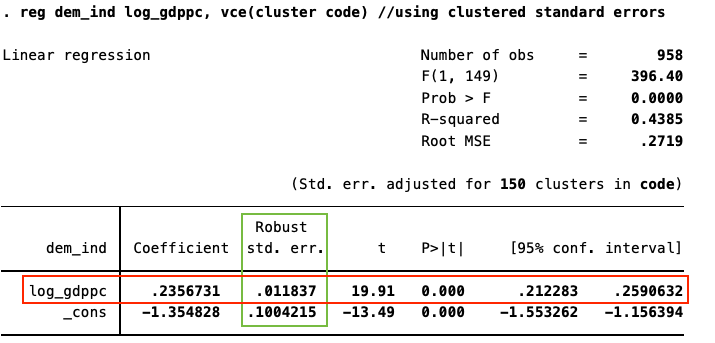 . reg dem_ind log_gdppc, vce(cluster code) //using clustered standard errors
Linear regression Number of obs = 958
F(1, 149) = 396.40
Prob > F = 0.0000
R-squared = 0.4385
Root MSE = .2719
(Std. err. adjusted for 150 clusters in code)
Robust
dem_ind Coefficient std. err. t P>|t| [95% conf. interval]
log_gdppc .2356731 .011837 19.91 0.000 .212283 .2590632
_cons -1.354828 .1004215 -13.49 0.000 -1.553262 -1.156394